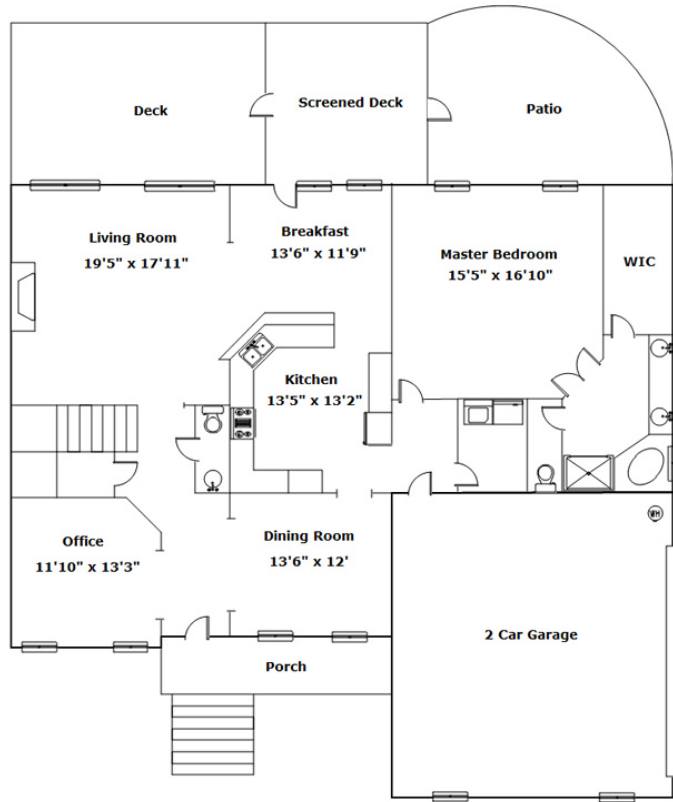 Deck
Screened Deck
Patio
Living Room
19'5" x 17'11"
Breakfast
13'6" x 11'9"
Master Bedroom
15'5" x 16'10"
WIC
Kitchen
13'5" x 13'2"
Office
11'10" x 13'3"
Dining Room
13'6" x 12'
WH
2 Car Garage
Porch